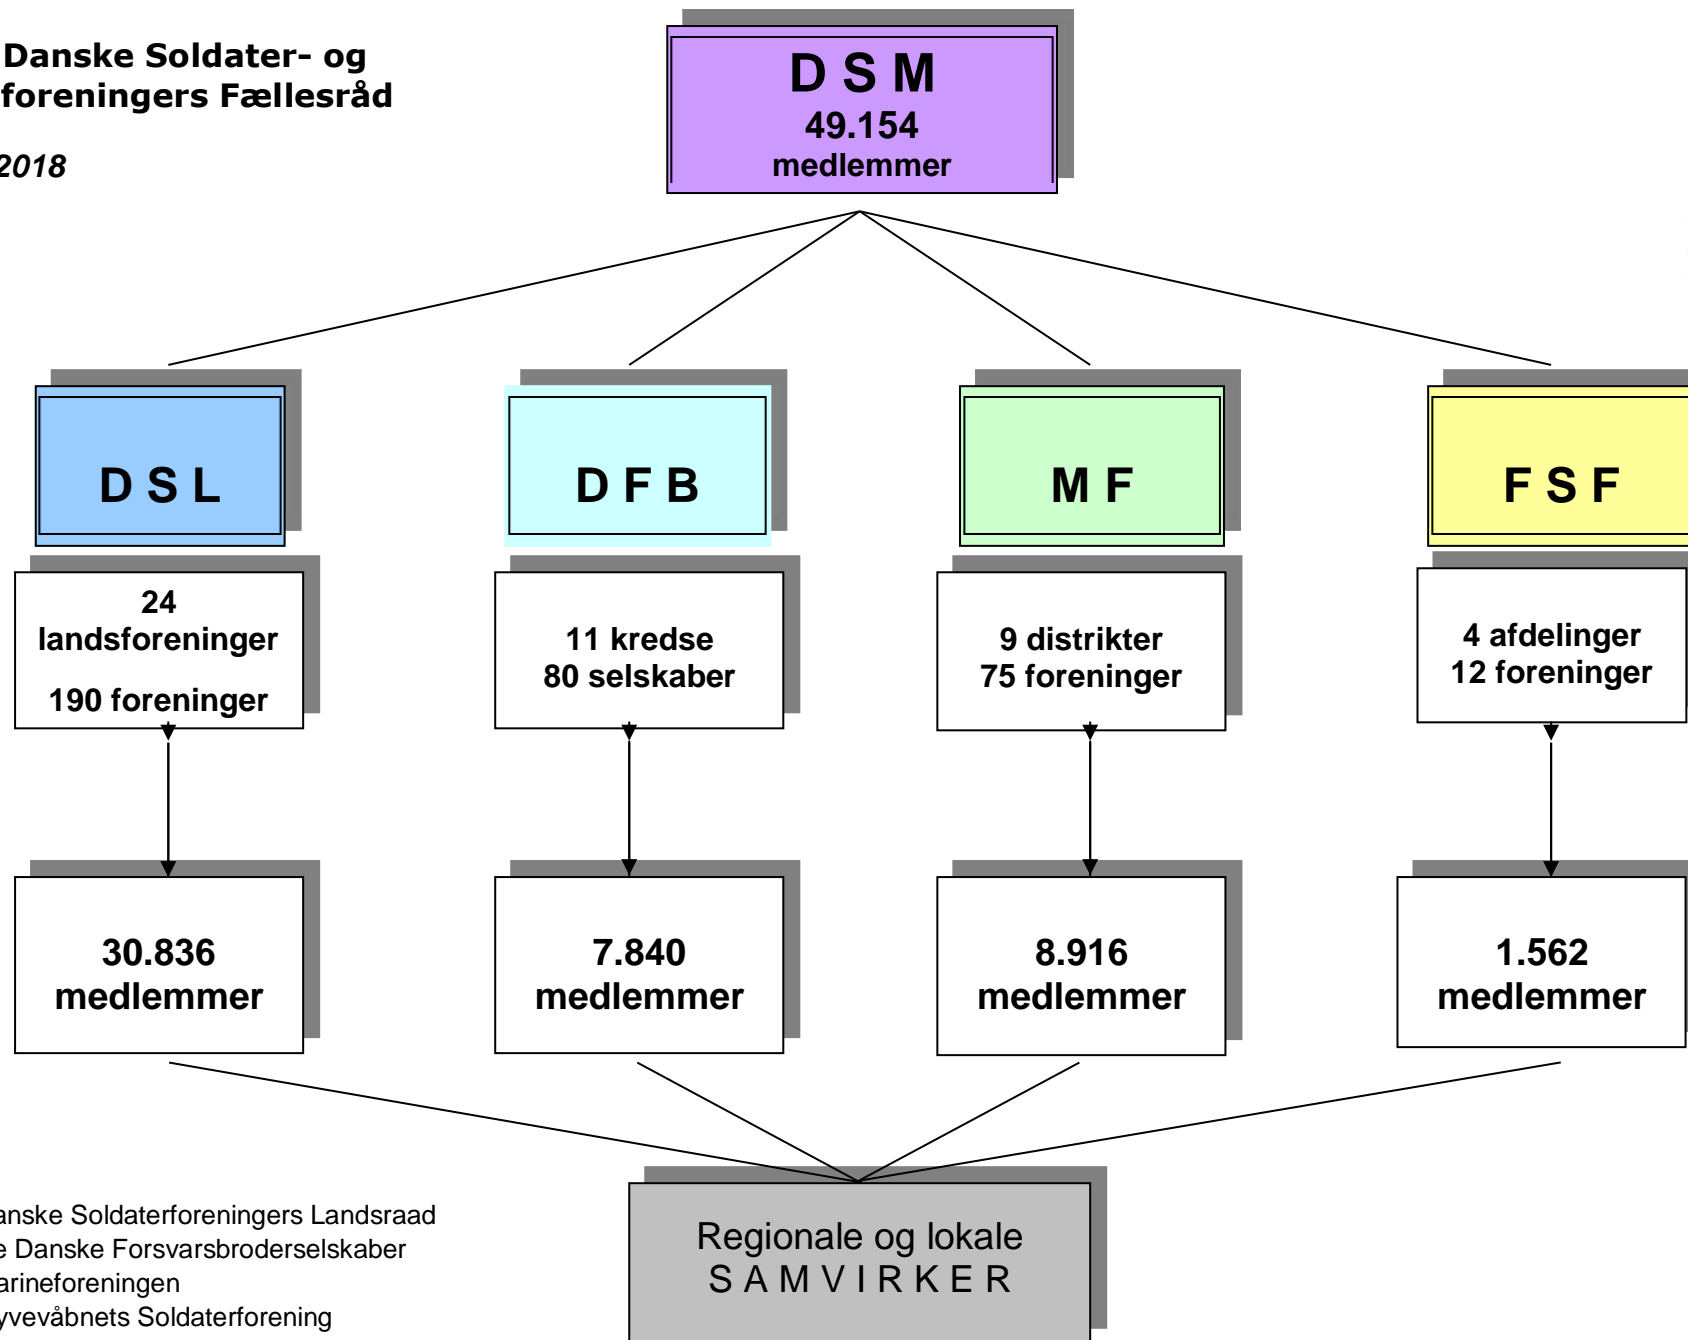 Danske Soldater- og
foreningers Fællesråd
2018
D S M
49.154
medlemmer
D S L
D F B
M F
F S F
24
landsforeninger
190 foreninger
11 kredse
80 selskaber
9 distrikter
75 foreninger
4 afdelinger
12 foreninger
30.836
medlemmer
7.840
medlemmer
8.916
medlemmer
1.562
medlemmer
anske Soldaterforeningers Landsraad
e Danske Forsvarsbroderselskaber
arineforeningen
yvevåbnets Soldaterforening
Regionale og lokale
S A M V I R K E R